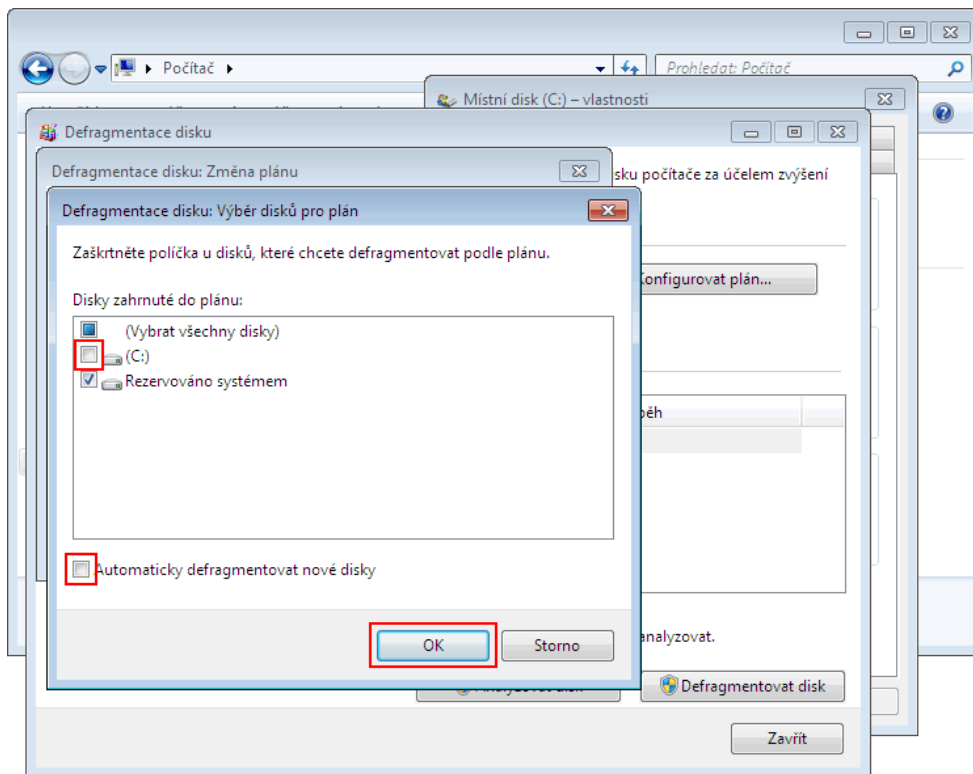 Počítač
Prohledat: Počítač
Místní disk (C:) – vlastnosti
Defragmentace disku
Defragmentace disku: Změna plánu
sku počítače za účelem zvýšení
Defragmentace disku: Výběr disků pro plán
Zaškrtněte políčka u disků, které chcete defragmentovat podle plánu.
Konfigurovat plán...
Disky zahrnuté do plánu:
(Vybrat všechny disky)
(C:)
Rezervováno systémem
běh
Automaticky defragmentovat nové disky
analyzovat.
OK
Storno
Defragmentovat disk
Zavřít